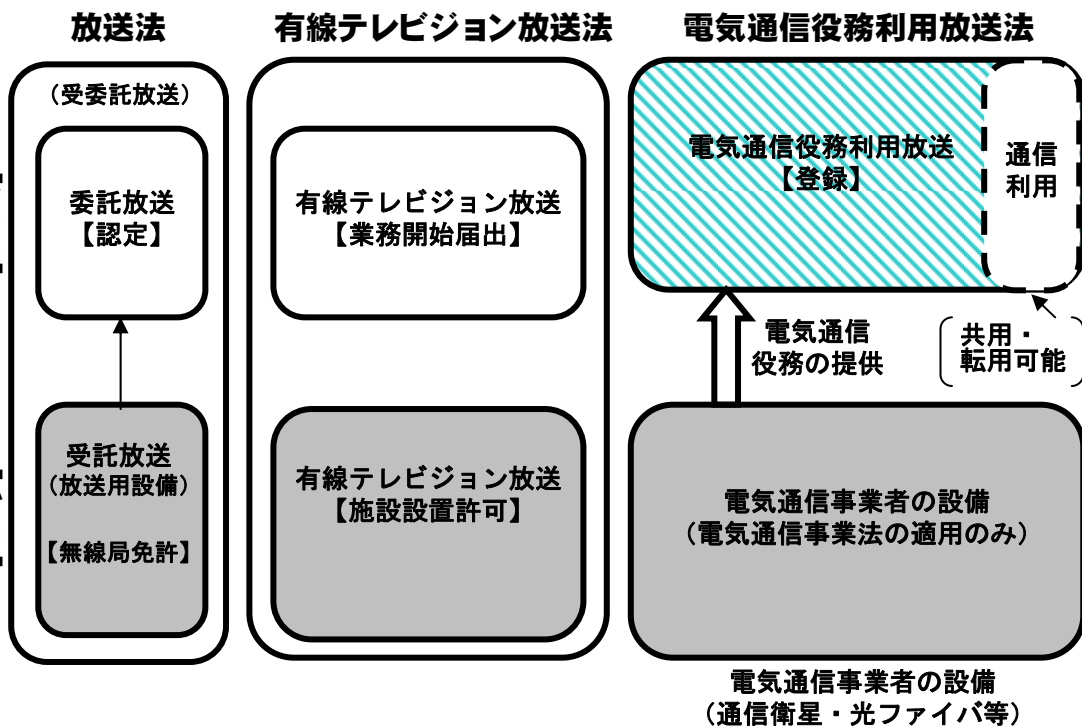 放送法
有線テレビジョン放送法
電気通信役務利用放送法
(受委託放送)
委託放送
【認定】
受託放送
(放送用設備)
【無線局免許】
有線テレビジョン放送
【業務開始届出】
有線テレビジョン放送
【施設設置許可】
電気通信役務利用放送
【登録】
通信
利用
電気通信
役務の提供
共用・
転用可能
電気通信事業者の設備
(電気通信事業法の適用のみ)
電気通信事業者の設備
(通信衛星・光ファイバ等)